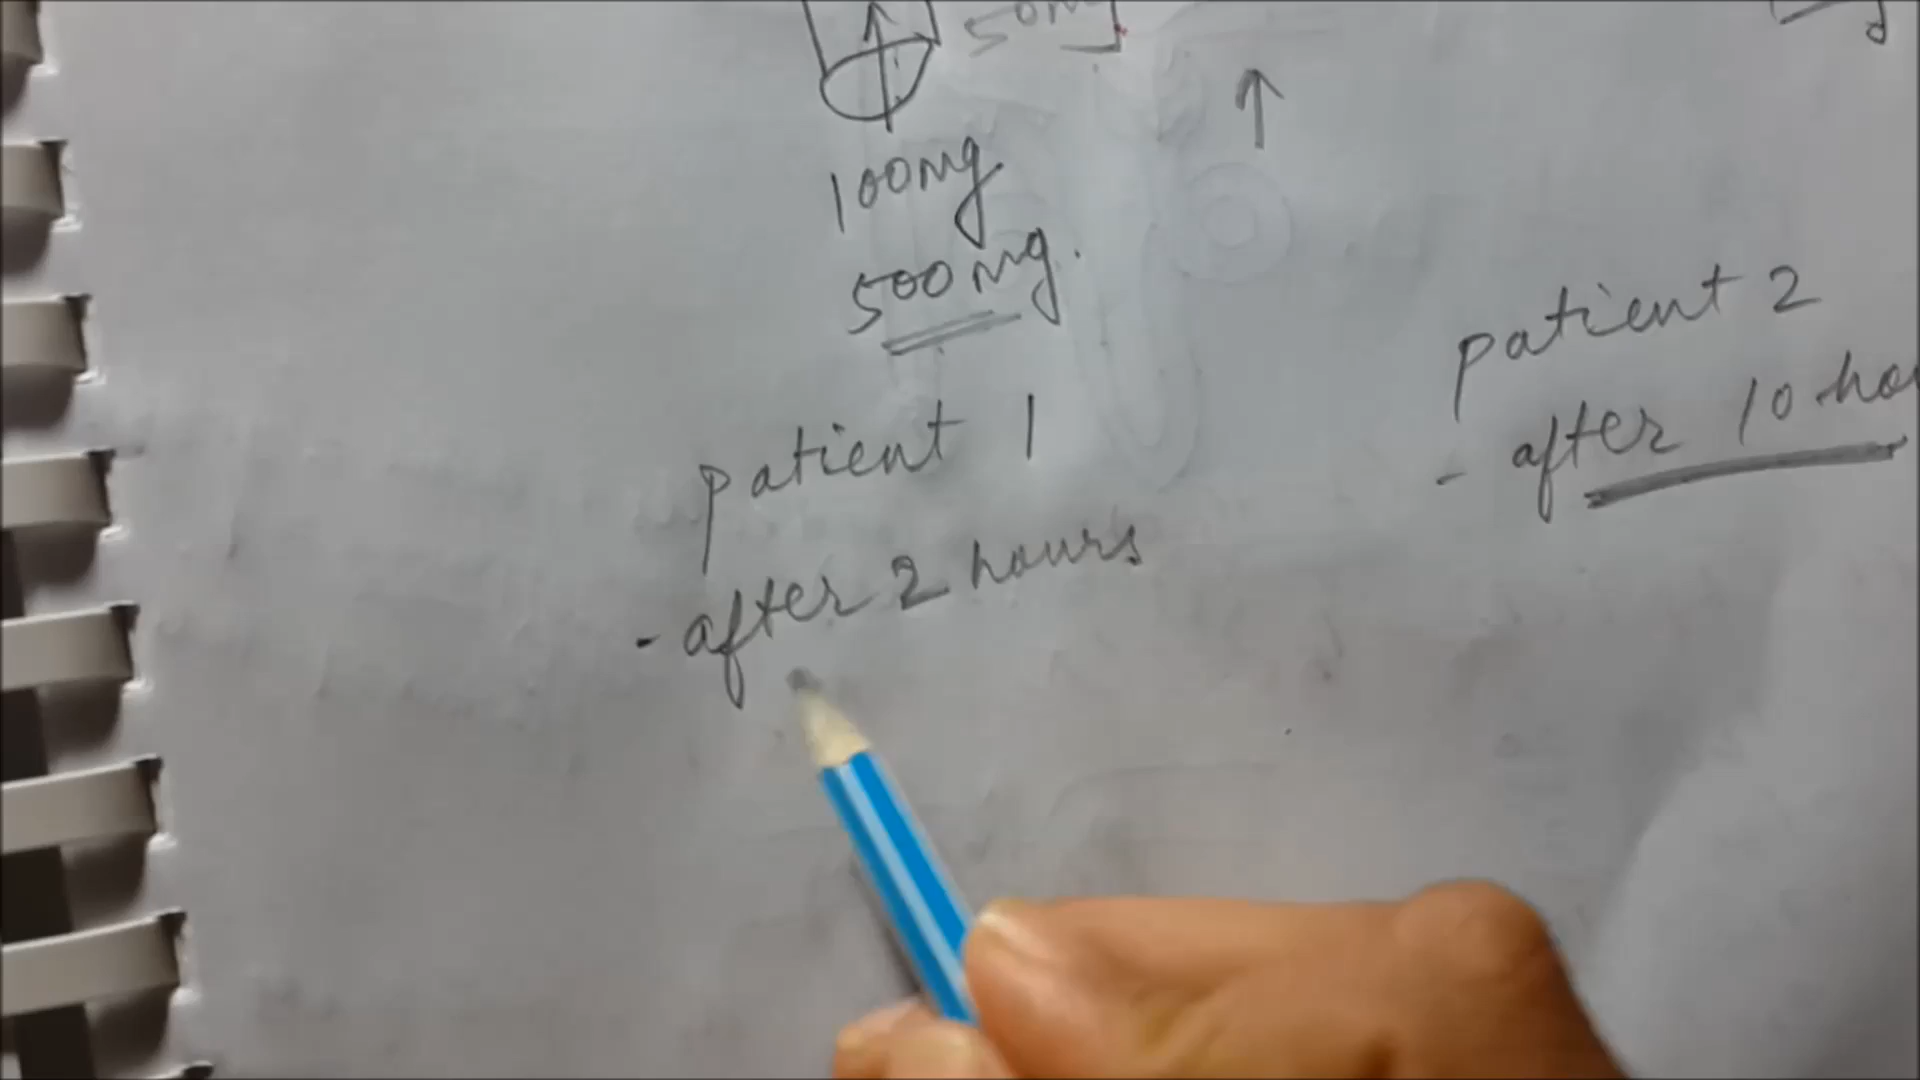 100mg
500mg.
patient 1
- after 2 hours
patient 2
- after 10